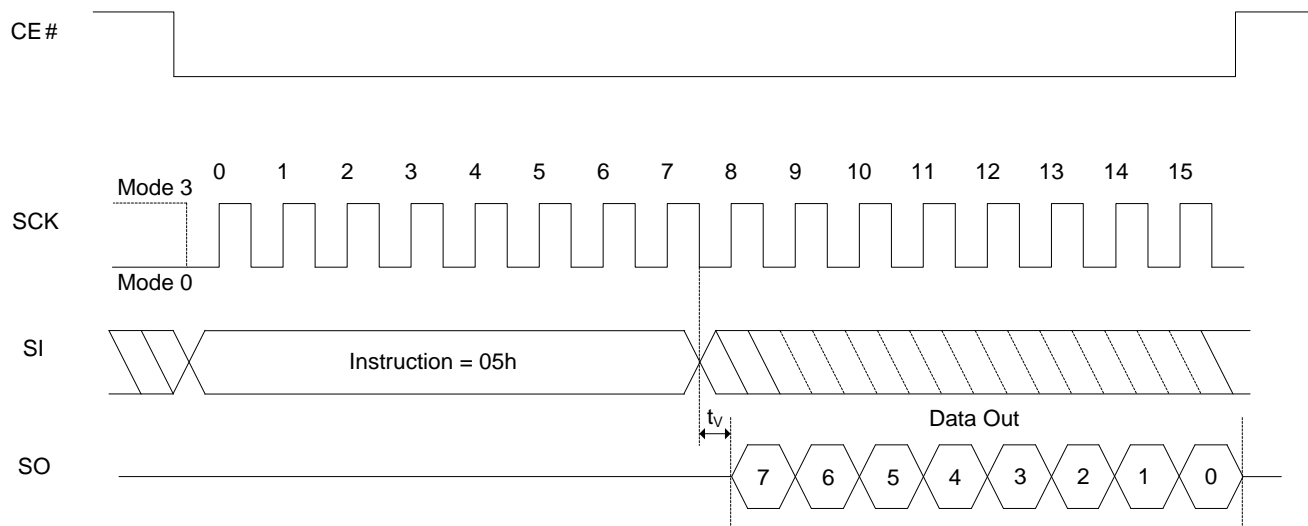 CE#
0 1 2 3 4 5 6 7 8 9 10 11 12 13 14 15
Mode 3
SCK
Mode 0
SI
Instruction = 05h
tV
Data Out
SO
7 6 5 4 3 2 1 0